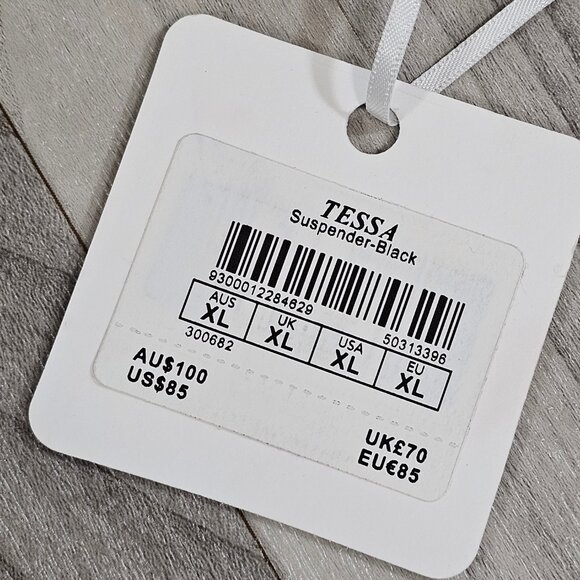 TESSA
Suspender-Black
9300012284629 50313396
AUS UK USA EU
XL XL XL XL
300682
AU$100
US$85
UK£70
EU€85